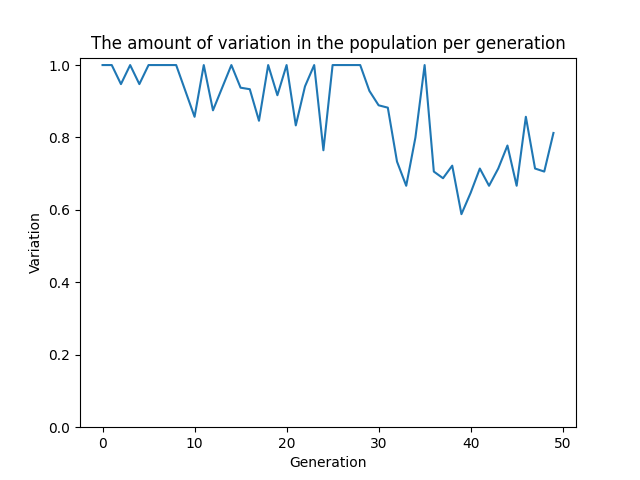 The amount of variation in the population per generation
1.0
0.8
0.6
0.4
0.2
0.0
Variation
0 10 20 30 40 50
Generation